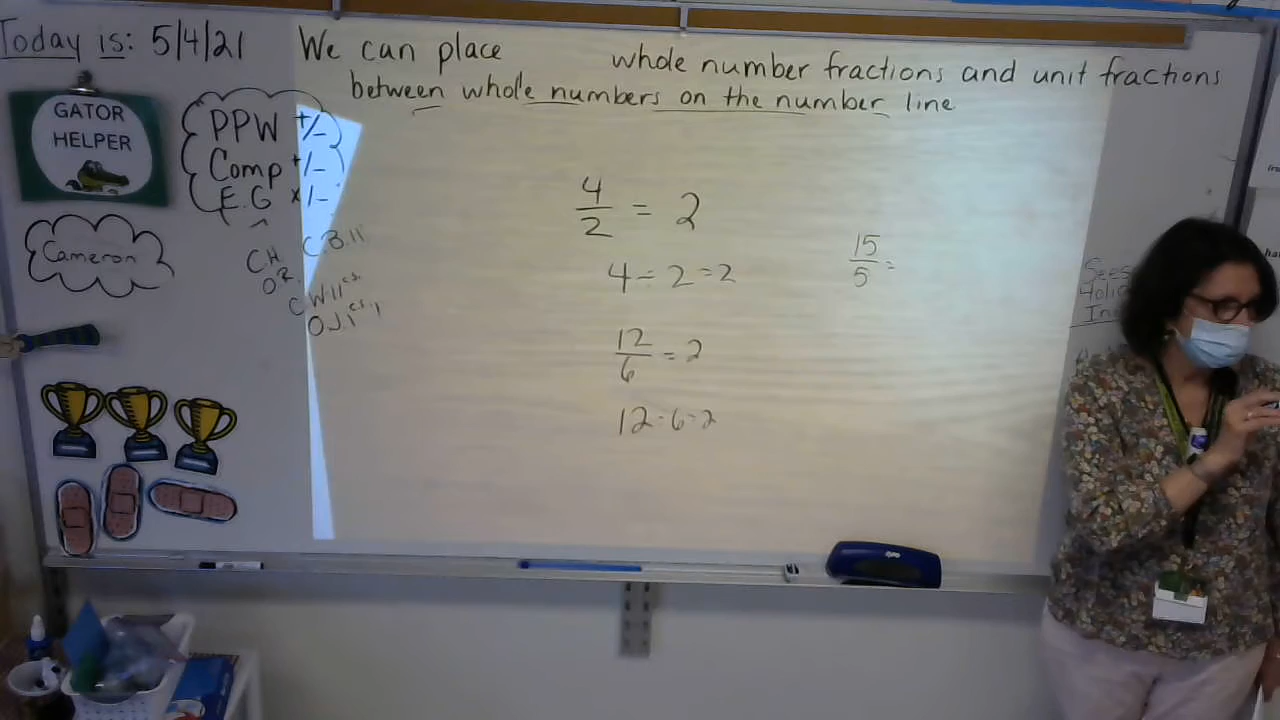 Today is: 5/4/21
We can place whole number fractions and unit fractions
between whole numbers on the number line
GATOR
HELPER
PPW +/-
Comp +/-
E.G x/-
Cameron
4/2 = 2
4 ÷ 2 = 2
12/6 = 2
12 ÷ 6 = 2
15/5 =